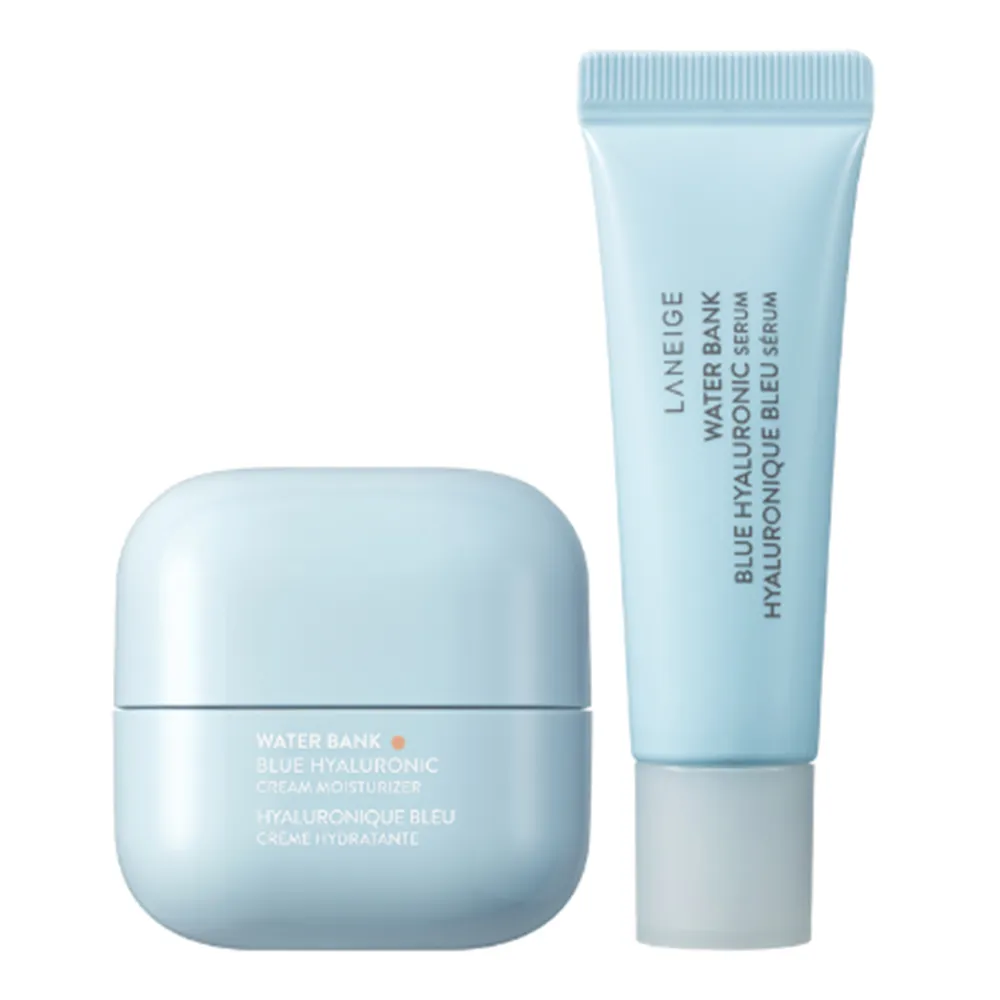 WATER BANK
BLUE HYALURONIC
CREAM MOISTURIZER
HYALURONIQUE BLEU
CRÈME HYDRATANTE
LANEIGE
WATER BANK
BLUE HYALURONIC SERUM
HYALURONIQUE BLEU SÉRUM